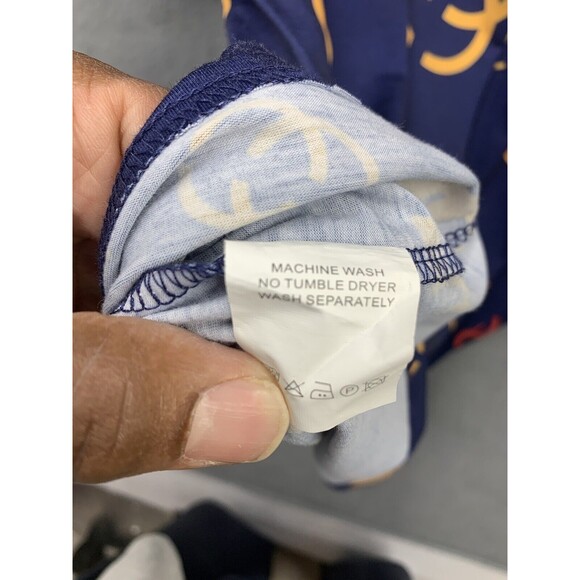 MACHINE WASH
NO TUMBLE DRYER
WASH SEPARATELY
P